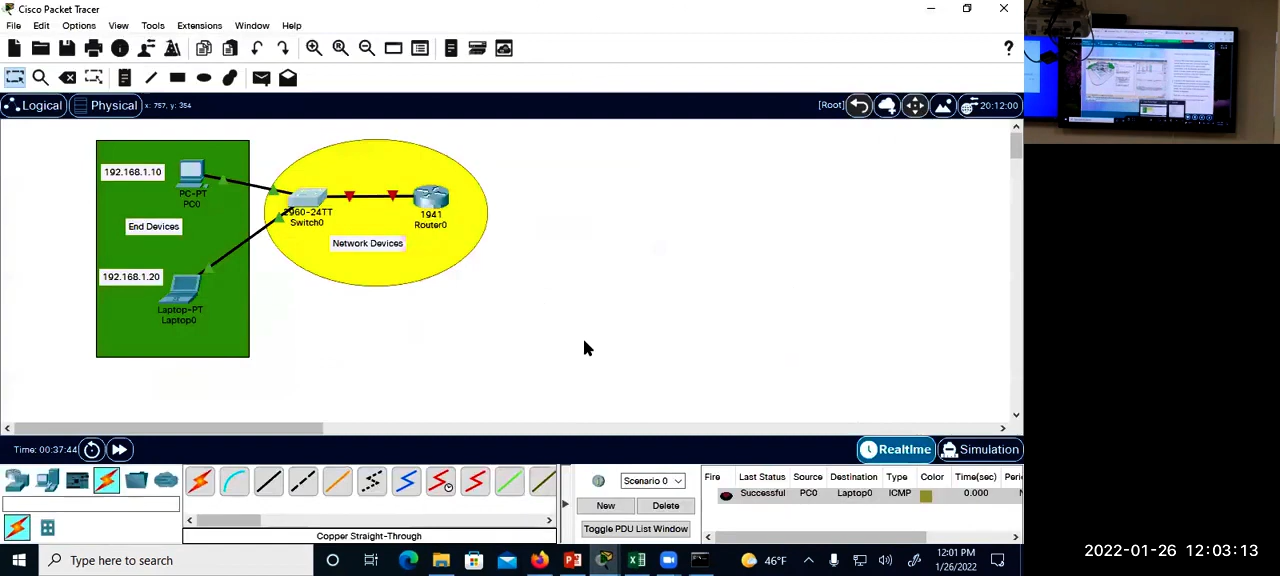 Cisco Packet Tracer
File Edit Options View Tools Extensions Window Help
Logical Physical x: 757, y: 354 [Root] 20:12:00
192.168.1.10
PC-PT
PC0
End Devices
192.168.1.20
Laptop-PT
Laptop0
2960-24TT
Switch0
1941
Router0
Network Devices
Time: 00:37:44 Realtime Simulation
Scenario 0
New Delete
Toggle PDU List Window
Fire Last Status Source Destination Type Color Time(sec) Peri
Successful PC0 Laptop0 ICMP 0.000 N
Copper Straight-Through
Type here to search
46°F
12:01 PM
1/26/2022
2022-01-26 12:03:13